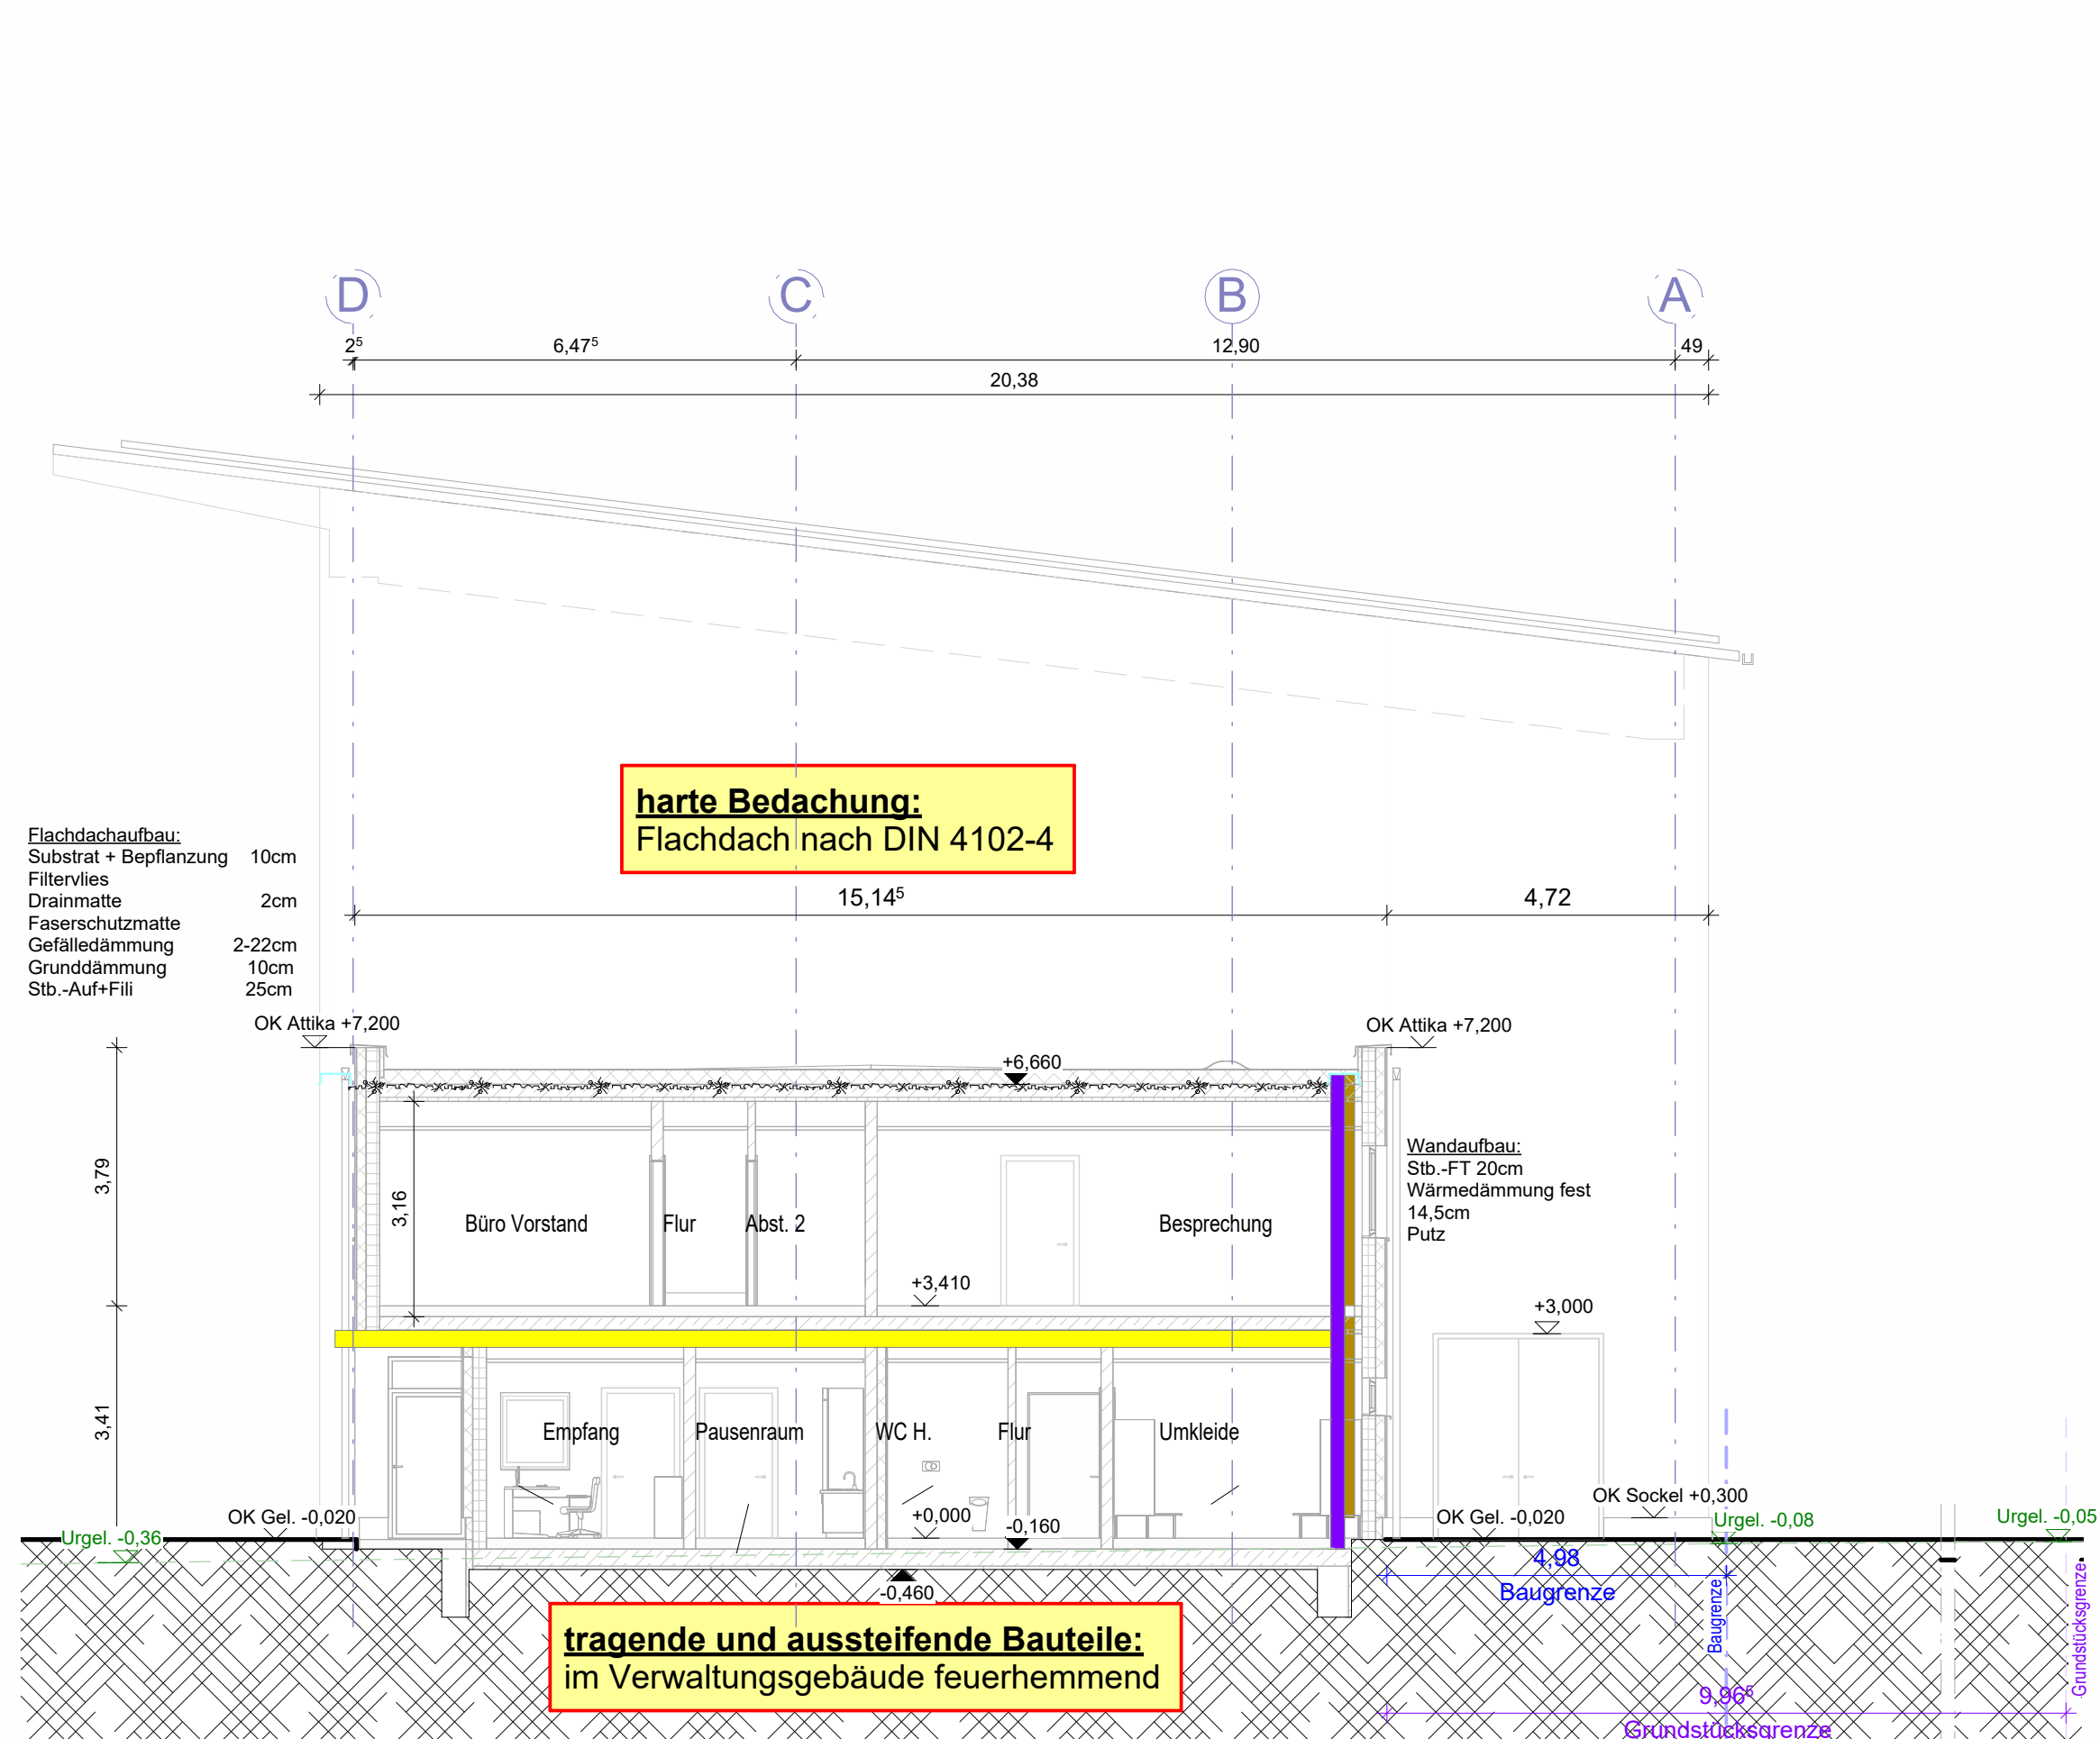 D
C
B
A
2⁵
6,47⁵
12,90
49
20,38
harte Bedachung:
Flachdach nach DIN 4102-4
Flachdachaufbau:
Substrat + Bepflanzung 10cm
Filtervlies
Drainmatte 2cm
Faserschutzmatte
Gefälledämmung 2-22cm
Grunddämmung 10cm
Stb.-Auf+Fili 25cm
15,14⁵
4,72
OK Attika +7,200
OK Attika +7,200
+6,660
3,79
3,16
Büro Vorstand
Flur
Abst. 2
Besprechung
Wandaufbau:
Stb.-FT 20cm
Wärmedämmung fest
14,5cm
Putz
+3,410
+3,000
3,41
Empfang
Pausenraum
WC H.
Flur
Umkleide
OK Gel. -0,020
Urgel. -0,36
+0,000
-0,160
-0,460
OK Gel. -0,020
OK Sockel +0,300
Urgel. -0,08
Urgel. -0,05
4,98
Baugrenze
Baugrenze
Grundstücksgrenze
tragende und aussteifende Bauteile:
im Verwaltungsgebäude feuerhemmend
9,96⁵
Grundstücksgrenze